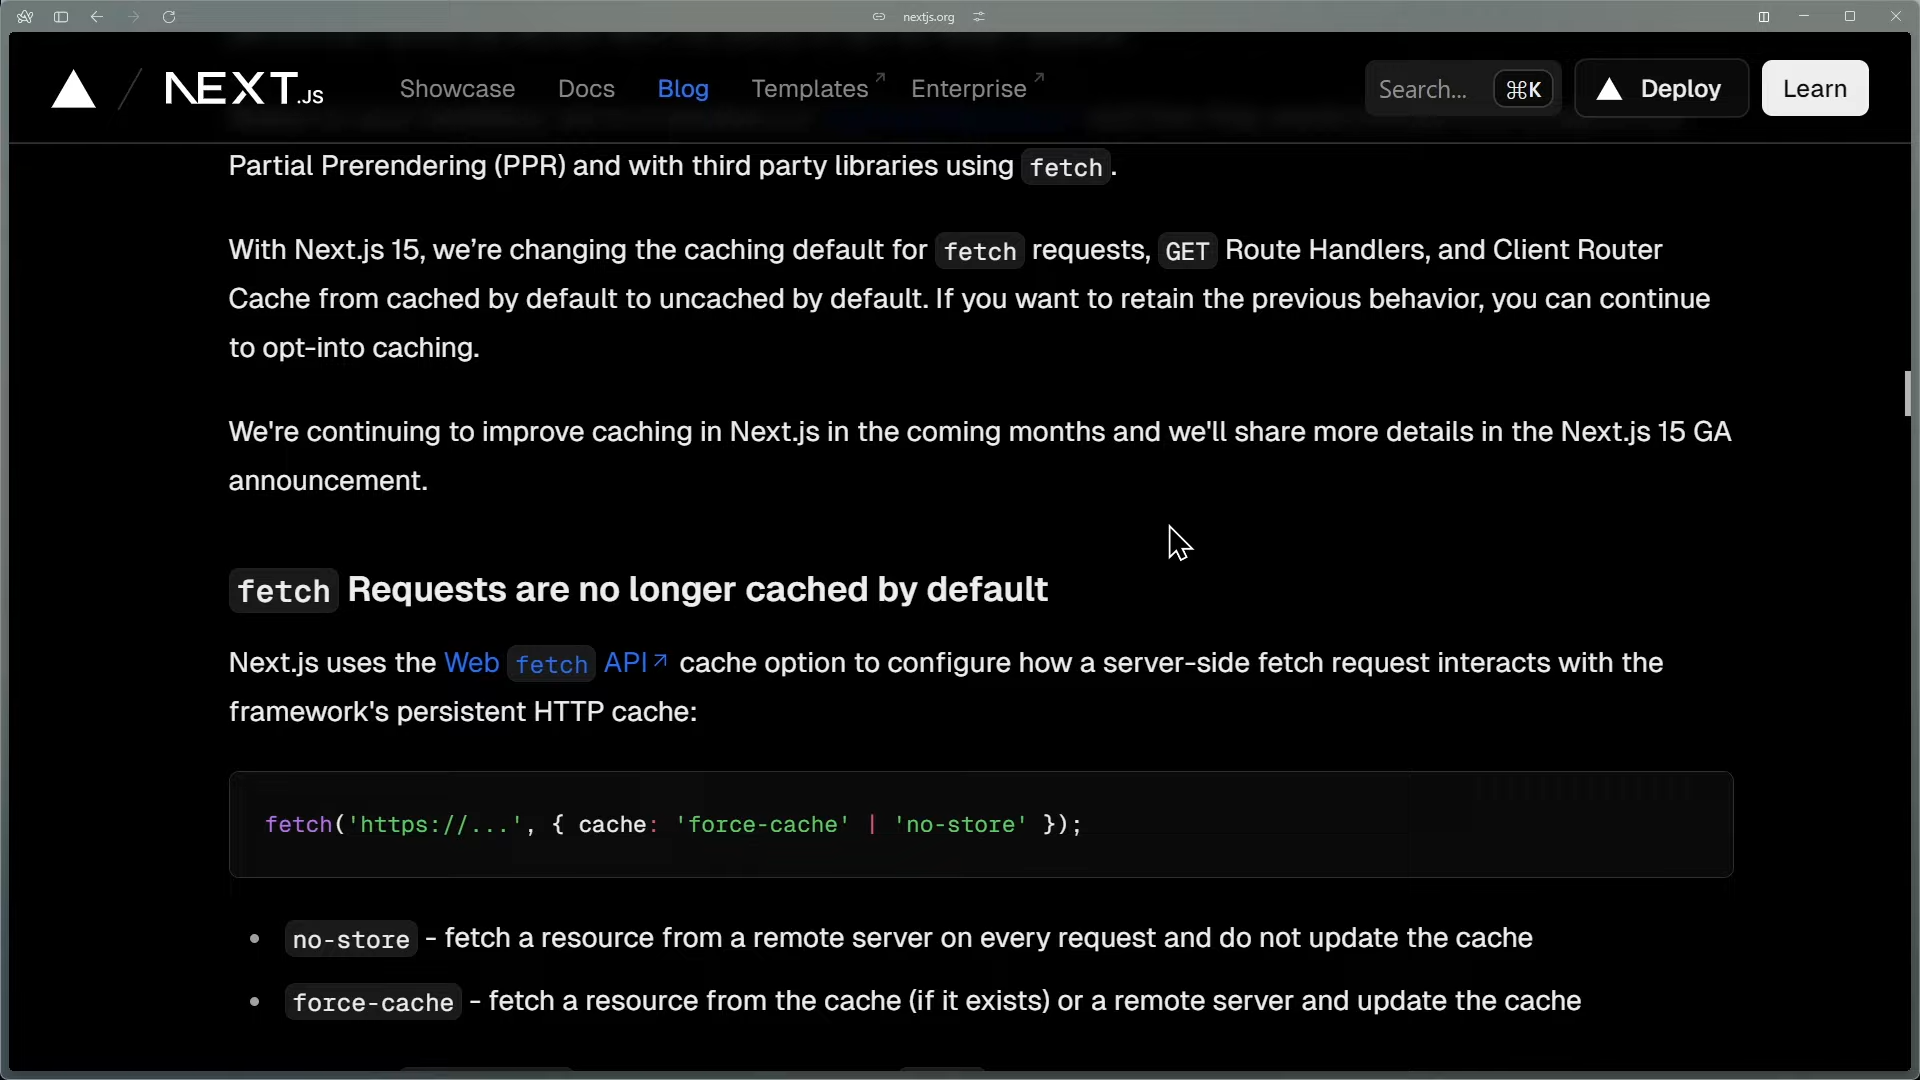 nextjs.org
NEXT.JS Showcase Docs Blog Templates Enterprise Search... ⌘K Deploy Learn
Partial Prerendering (PPR) and with third party libraries using fetch.
With Next.js 15, we’re changing the caching default for fetch requests, GET Route Handlers, and Client Router
Cache from cached by default to uncached by default. If you want to retain the previous behavior, you can continue
to opt-into caching.
We're continuing to improve caching in Next.js in the coming months and we'll share more details in the Next.js 15 GA
announcement.
fetch Requests are no longer cached by default
Next.js uses the Web fetch API cache option to configure how a server-side fetch request interacts with the
framework's persistent HTTP cache:
fetch('https://...', { cache: 'force-cache' | 'no-store' });
no-store - fetch a resource from a remote server on every request and do not update the cache
force-cache - fetch a resource from the cache (if it exists) or a remote server and update the cache